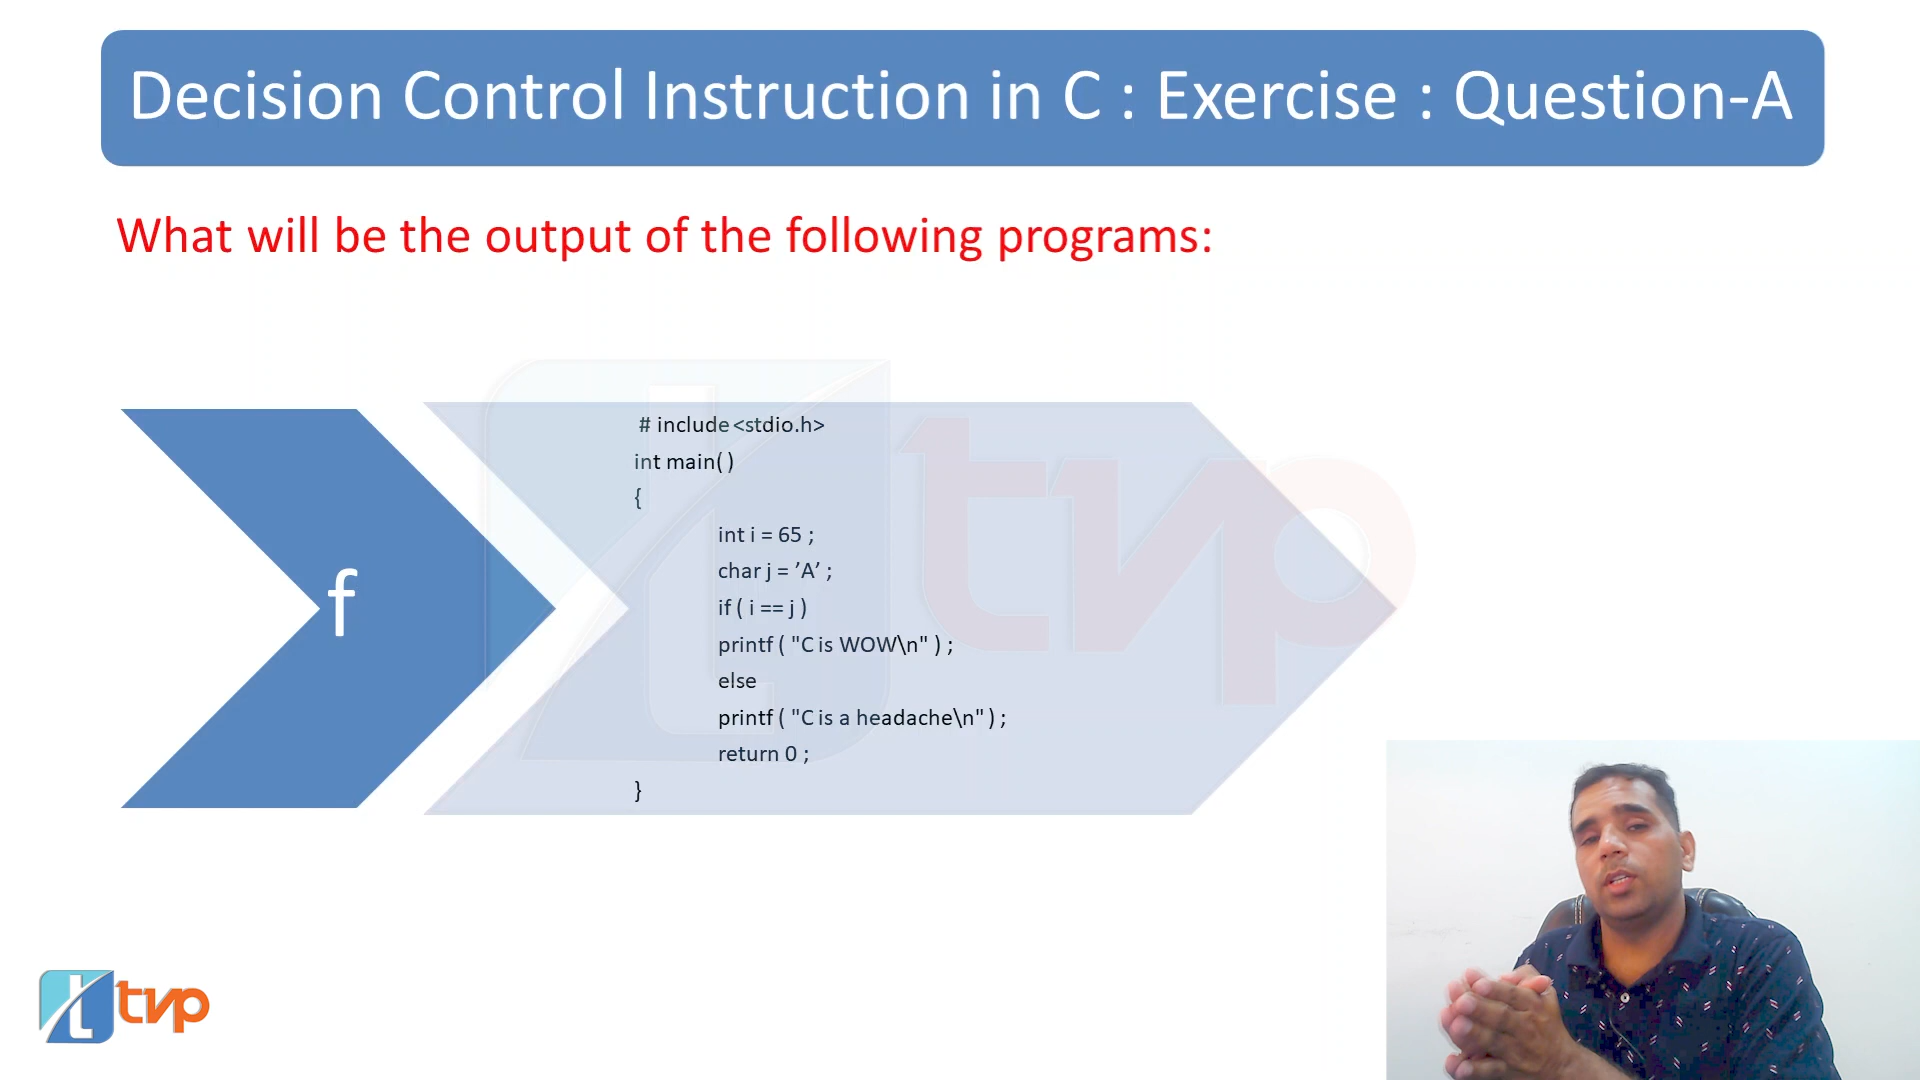 Decision Control Instruction in C : Exercise : Question-A
What will be the output of the following programs:
f
# include <stdio.h>
int main( )
{
int i = 65 ;
char j = ’A’ ;
if ( i == j )
printf ( "C is WOW\n" ) ;
else
printf ( "C is a headache\n" ) ;
return 0 ;
}
tvp